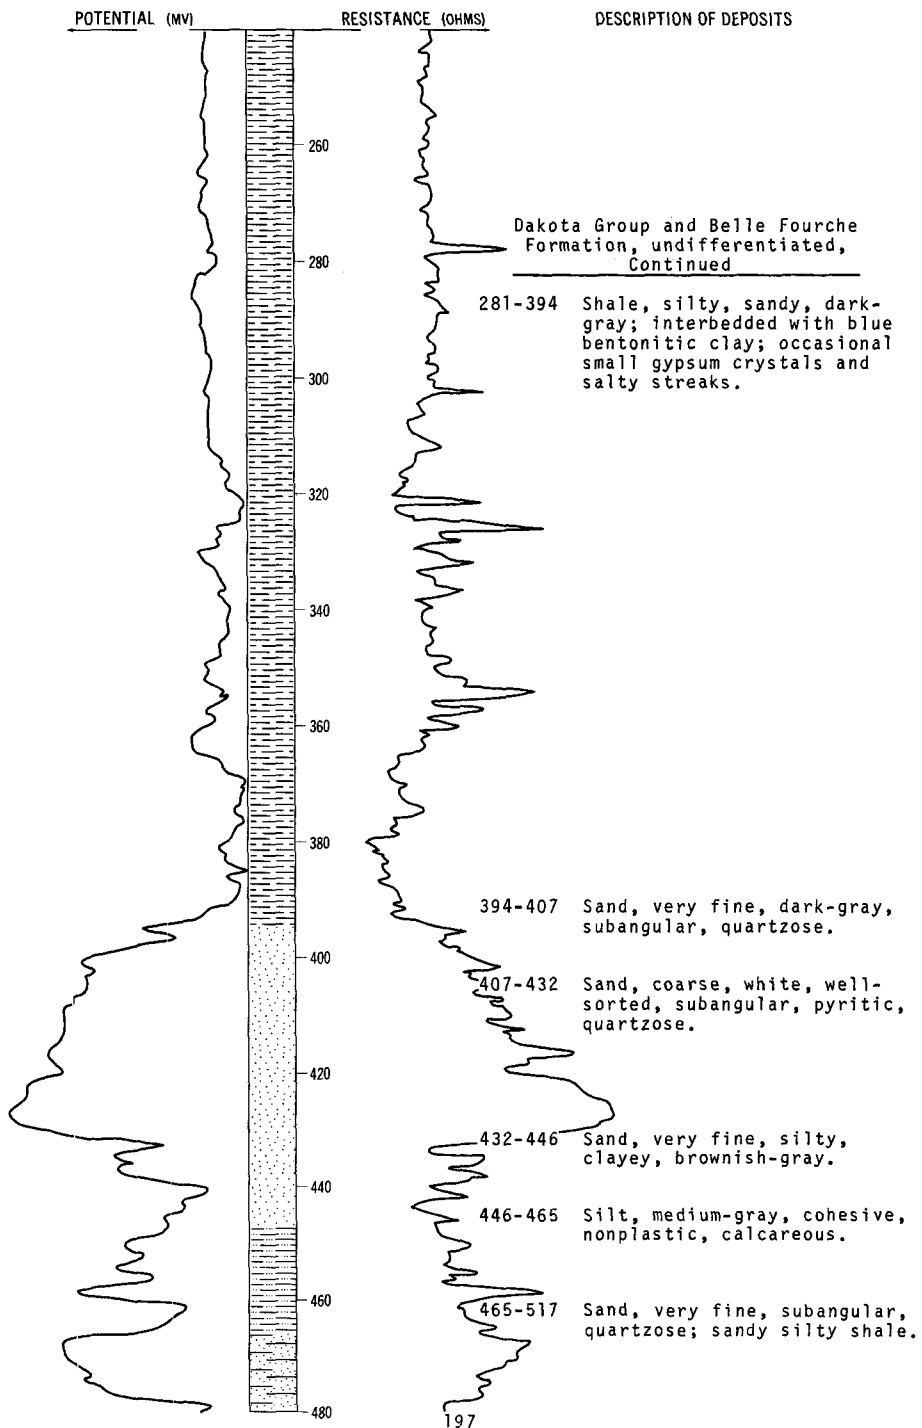 POTENTIAL (MV) RESISTANCE (OHMS) DESCRIPTION OF DEPOSITS
260
Dakota Group and Belle Fourche
Formation, undifferentiated,
Continued
280
281-394 Shale, silty, sandy, dark-
gray; interbedded with blue
bentonitic clay; occasional
small gypsum crystals and
salty streaks.
300
320
340
360
380
394-407 Sand, very fine, dark-gray,
subangular, quartzose.
400
407-432 Sand, coarse, white, well-
sorted, subangular, pyritic,
quartzose.
420
432-446 Sand, very fine, silty,
clayey, brownish-gray.
440
446-465 Silt, medium-gray, cohesive,
nonplastic, calcareous.
460
465-517 Sand, very fine, subangular,
quartzose; sandy silty shale.
480
197